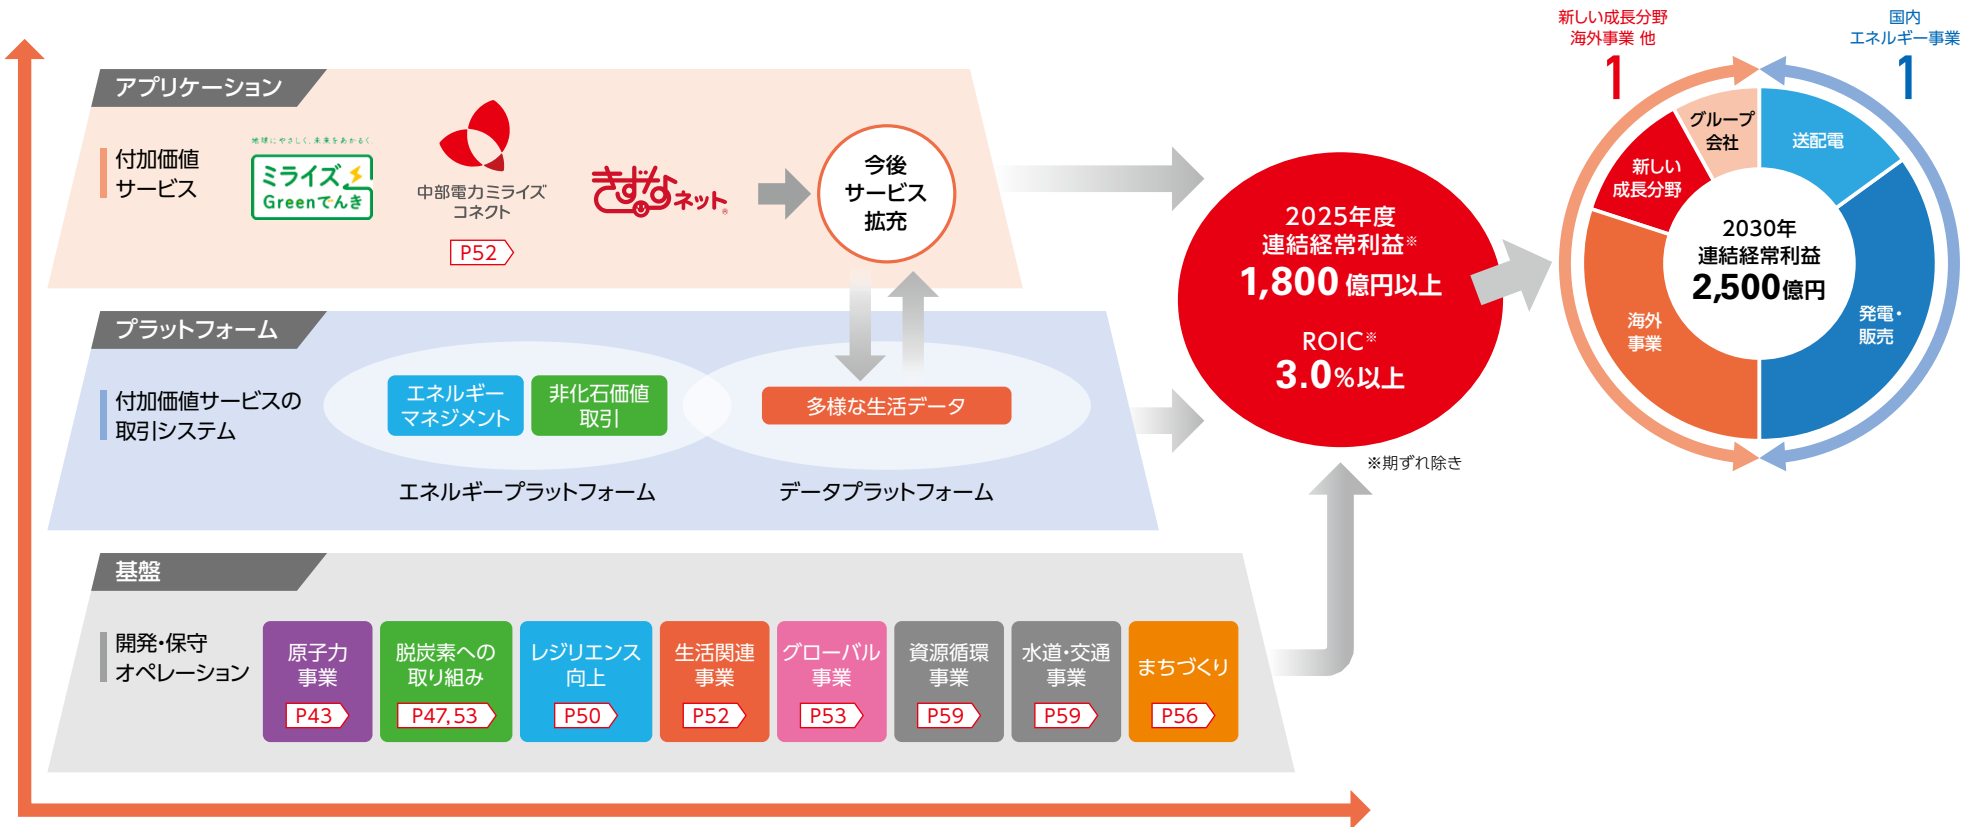 アプリケーション
付加価値
サービス
地球にやさしく、未来をあかるく。
ミライズ
Greenでんき
中部電力ミライズ
コネクト
P52
きずなネット®
今後
サービス
拡充
プラットフォーム
付加価値サービスの
取引システム
エネルギー
マネジメント
非化石価値
取引
多様な生活データ
エネルギープラットフォーム
データプラットフォーム
基盤
開発・保守
オペレーション
原子力
事業
P43
脱炭素への
取り組み
P47,53
レジリエンス
向上
P50
生活関連
事業
P52
グローバル
事業
P53
資源循環
事業
P59
水道・交通
事業
P59
まちづくり
P56
2025年度
連結経常利益※
1,800億円以上
ROIC※
3.0%以上
※期ずれ除き
新しい成長分野
海外事業 他
1
国内
エネルギー事業
1
グループ
会社
送配電
新しい
成長分野
海外
事業
発電・
販売
2030年
連結経常利益
2,500億円